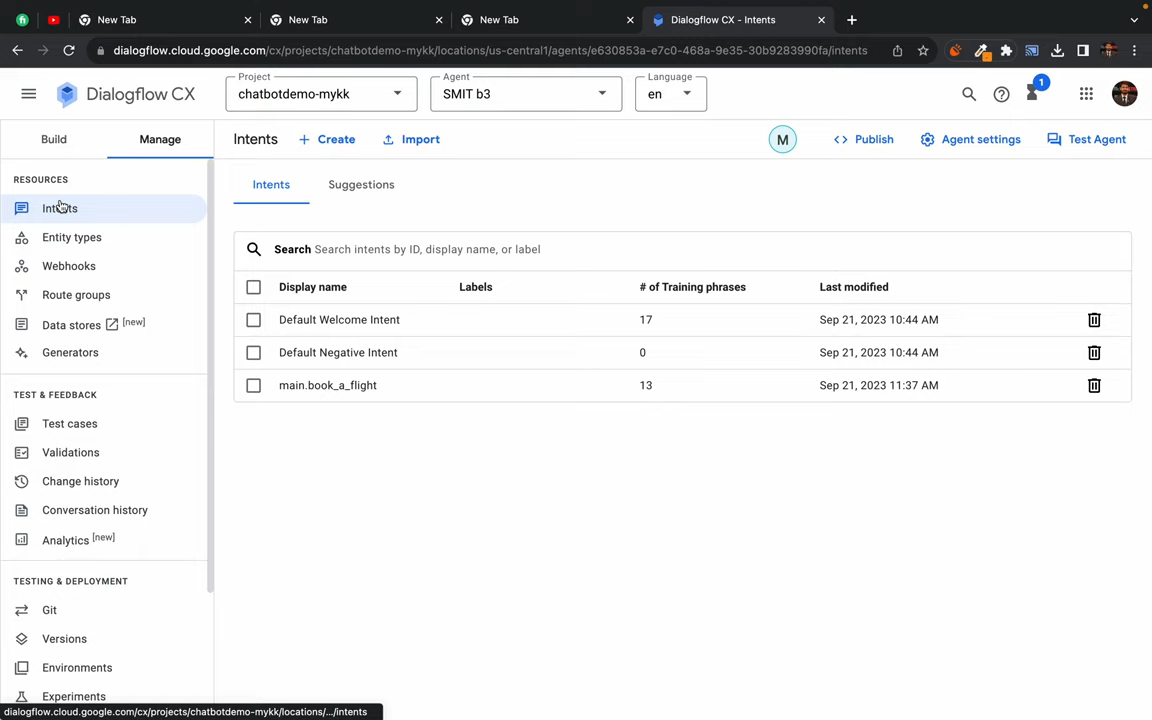 New Tab
New Tab
New Tab
Dialogflow CX - Intents
dialogflow.cloud.google.com/cx/projects/chatbotdemo-mykk/locations/us-central1/agents/e630853a-e7c0-468a-9e35-30b9283990fa/intents
Dialogflow CX
Project
chatbotdemo-mykk
Agent
SMIT b3
Language
en
1
Build
Manage
Intents
Create
Import
M
Publish
Agent settings
Test Agent
RESOURCES
Intents
Entity types
Webhooks
Route groups
Data stores [new]
Generators
TEST & FEEDBACK
Test cases
Validations
Change history
Conversation history
Analytics [new]
TESTING & DEPLOYMENT
Git
Versions
Environments
Experiments
Intents
Suggestions
Search Search intents by ID, display name, or label
Display name Labels # of Training phrases Last modified
Default Welcome Intent 17 Sep 21, 2023 10:44 AM
Default Negative Intent 0 Sep 21, 2023 10:44 AM
main.book_a_flight 13 Sep 21, 2023 11:37 AM
dialogflow.cloud.google.com/cx/projects/chatbotdemo-mykk/locations/.../intents